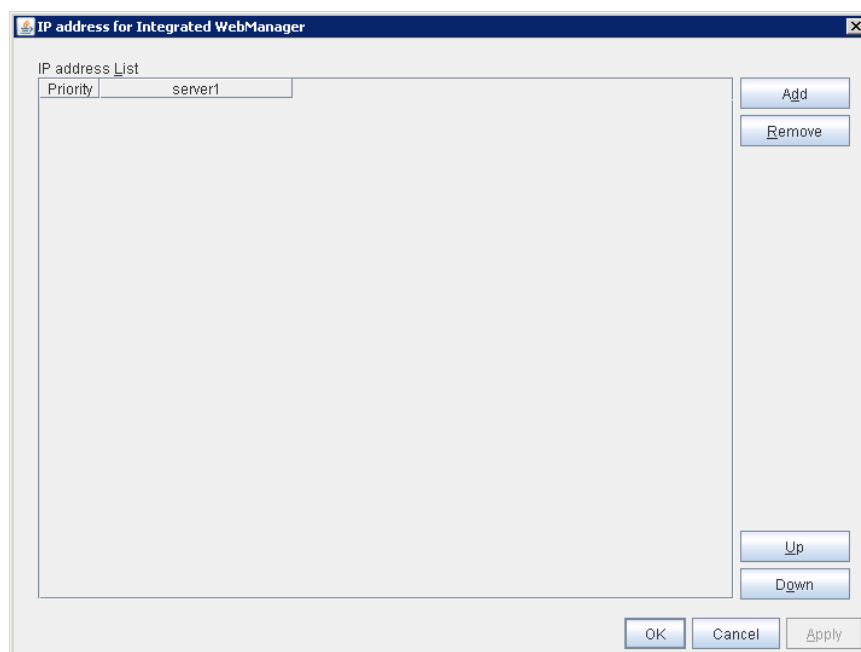 IP address for Integrated WebManager
IP address List
Priority server1
Add
Remove
Up
Down
OK Cancel Apply